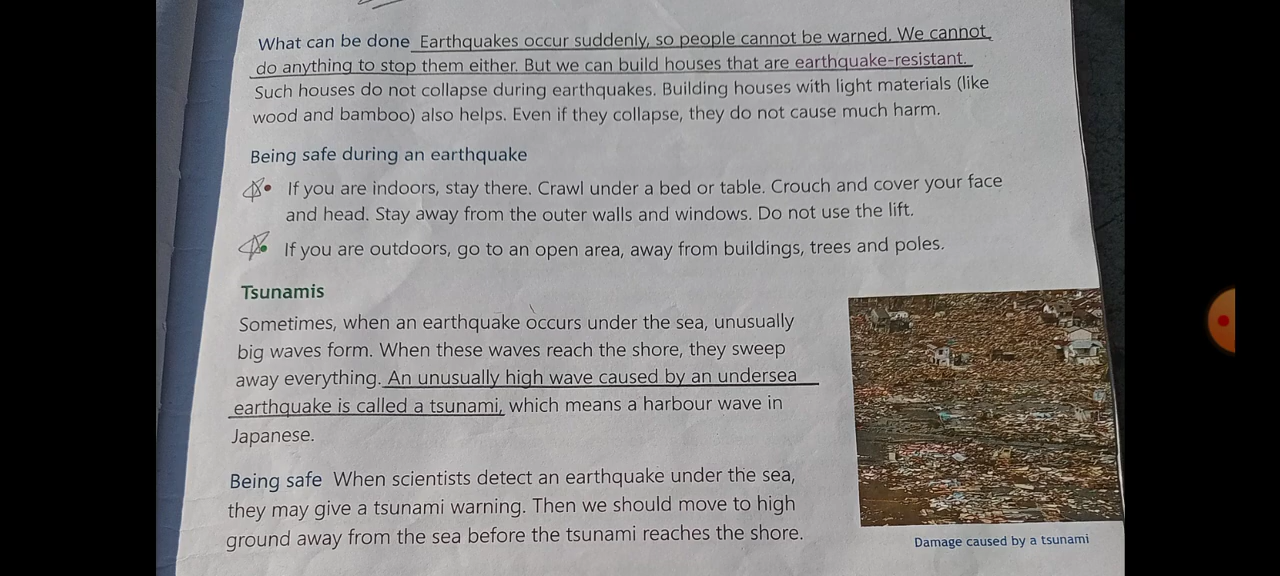 What can be done Earthquakes occur suddenly, so people cannot be warned. We cannot
do anything to stop them either. But we can build houses that are earthquake-resistant.
Such houses do not collapse during earthquakes. Building houses with light materials (like
wood and bamboo) also helps. Even if they collapse, they do not cause much harm.
Being safe during an earthquake
• If you are indoors, stay there. Crawl under a bed or table. Crouch and cover your face
and head. Stay away from the outer walls and windows. Do not use the lift.
• If you are outdoors, go to an open area, away from buildings, trees and poles.
Tsunamis
Sometimes, when an earthquake occurs under the sea, unusually
big waves form. When these waves reach the shore, they sweep
away everything. An unusually high wave caused by an undersea
earthquake is called a tsunami, which means a harbour wave in
Japanese.
Being safe When scientists detect an earthquake under the sea,
they may give a tsunami warning. Then we should move to high
ground away from the sea before the tsunami reaches the shore.
Damage caused by a tsunami